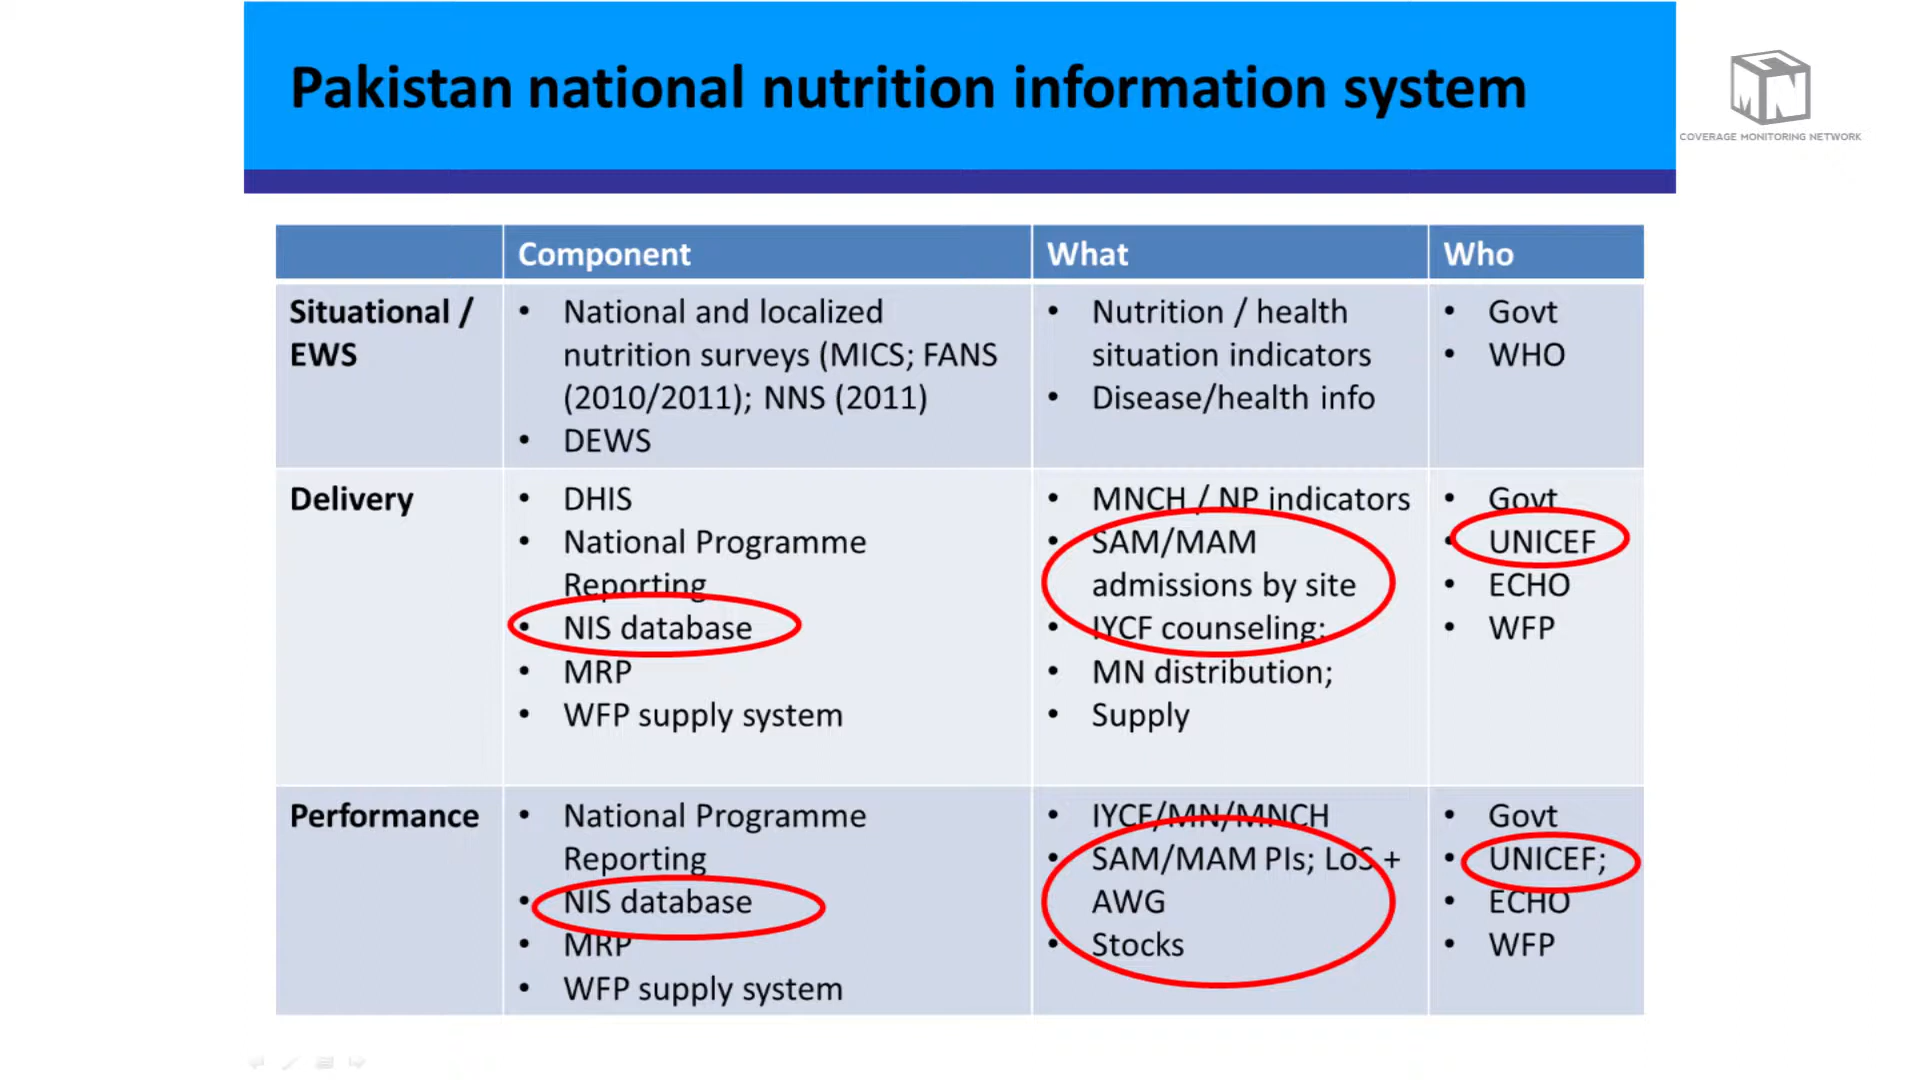 Pakistan national nutrition information system
MN
COVERAGE MONITORING NETWORK
Component
What
Who
Situational /
EWS
• National and localized
nutrition surveys (MICS; FANS
(2010/2011); NNS (2011)
• DEWS
• Nutrition / health
situation indicators
• Disease/health info
• Govt
• WHO
Delivery
• DHIS
• National Programme
Reporting
• NIS database
• MRP
• WFP supply system
• MNCH / NP indicators
• SAM/MAM
admissions by site
• IYCF counseling;
• MN distribution;
• Supply
• Govt
• UNICEF
• ECHO
• WFP
Performance
• National Programme
Reporting
• NIS database
• MRP
• WFP supply system
• IYCF/MN/MNCH
• SAM/MAM PIs; LoS +
AWG
• Stocks
• Govt
• UNICEF;
• ECHO
• WFP